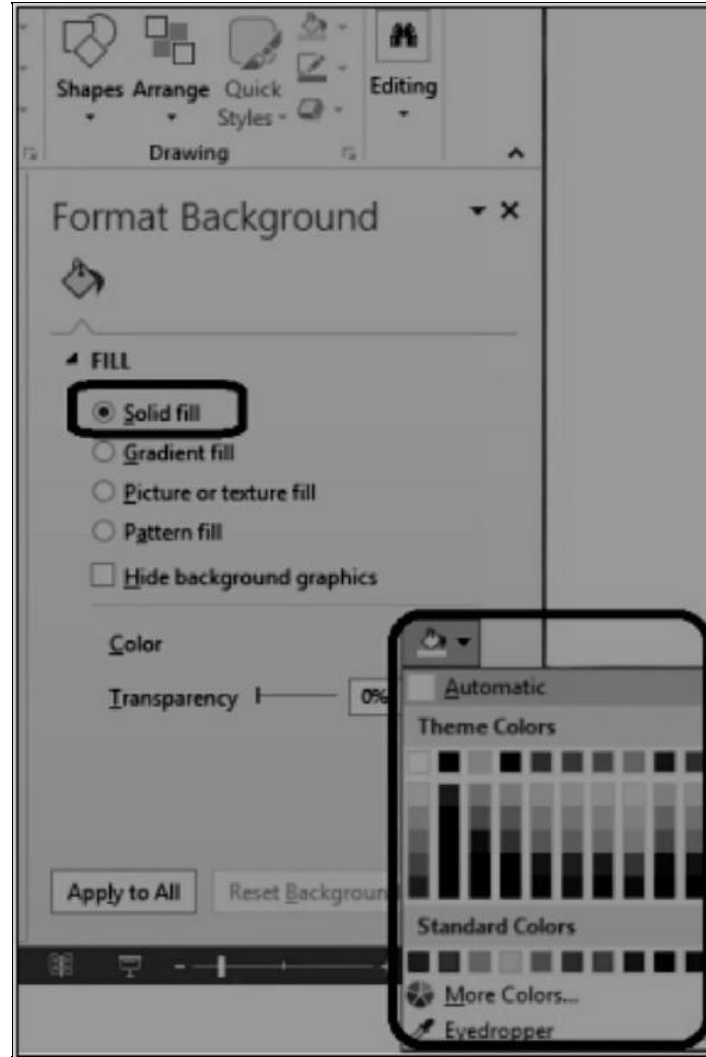 Shapes Arrange Quick Styles Editing
Drawing
Format Background
FILL
Solid fill
Gradient fill
Picture or texture fill
Pattern fill
Hide background graphics
Color
Transparency 0%
Automatic
Theme Colors
Apply to All Reset Backgroun
Standard Colors
More Colors...
Eyedropper